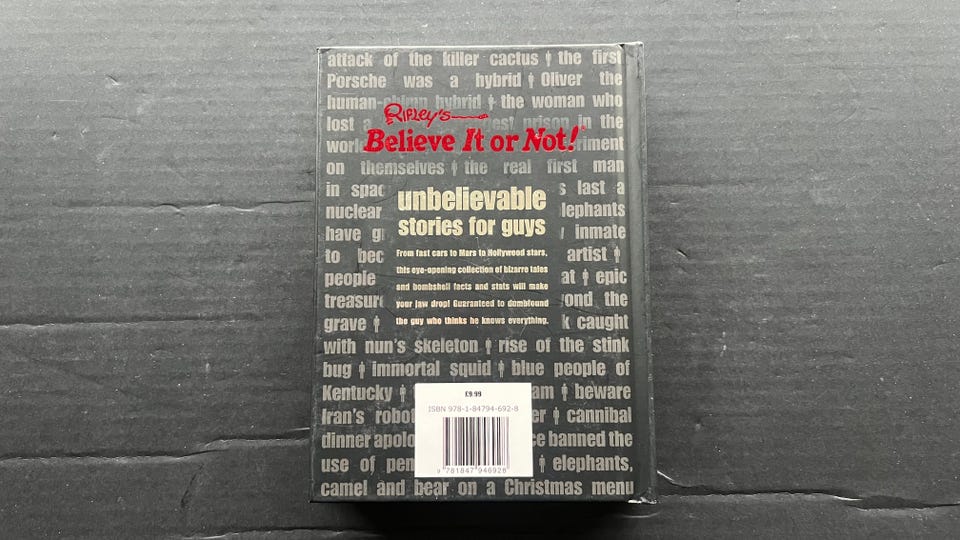 attack of the killer cactus the first
Porsche was a hybrid Oliver the
human-chimp hybrid the woman who
Ripley's
lost a prison in the
Believe It or Not!®
on themselves the real first man
in spac s last a
unbelievable
nuclear lephants
stories for guys
have inmate
From fast cars to Mars to Hollywood stars,
to bec artist
this eye-opening collection of bizarre tales
people at epic
and bombshell facts and stats will make
treasure ond the
your jaw drop! Guaranteed to dumbfound
grave k caught
the guy who thinks he knows everything.
with nun's skeleton rise of the stink
bug immortal squid blue people of
Kentucky am beware
£9.99
ISBN 978-1-84794-692-8
Iran's robot er cannibal
dinner apolo ce banned the
use of pen elephants,
9 781847 946928
camel and bear on a Christmas menu